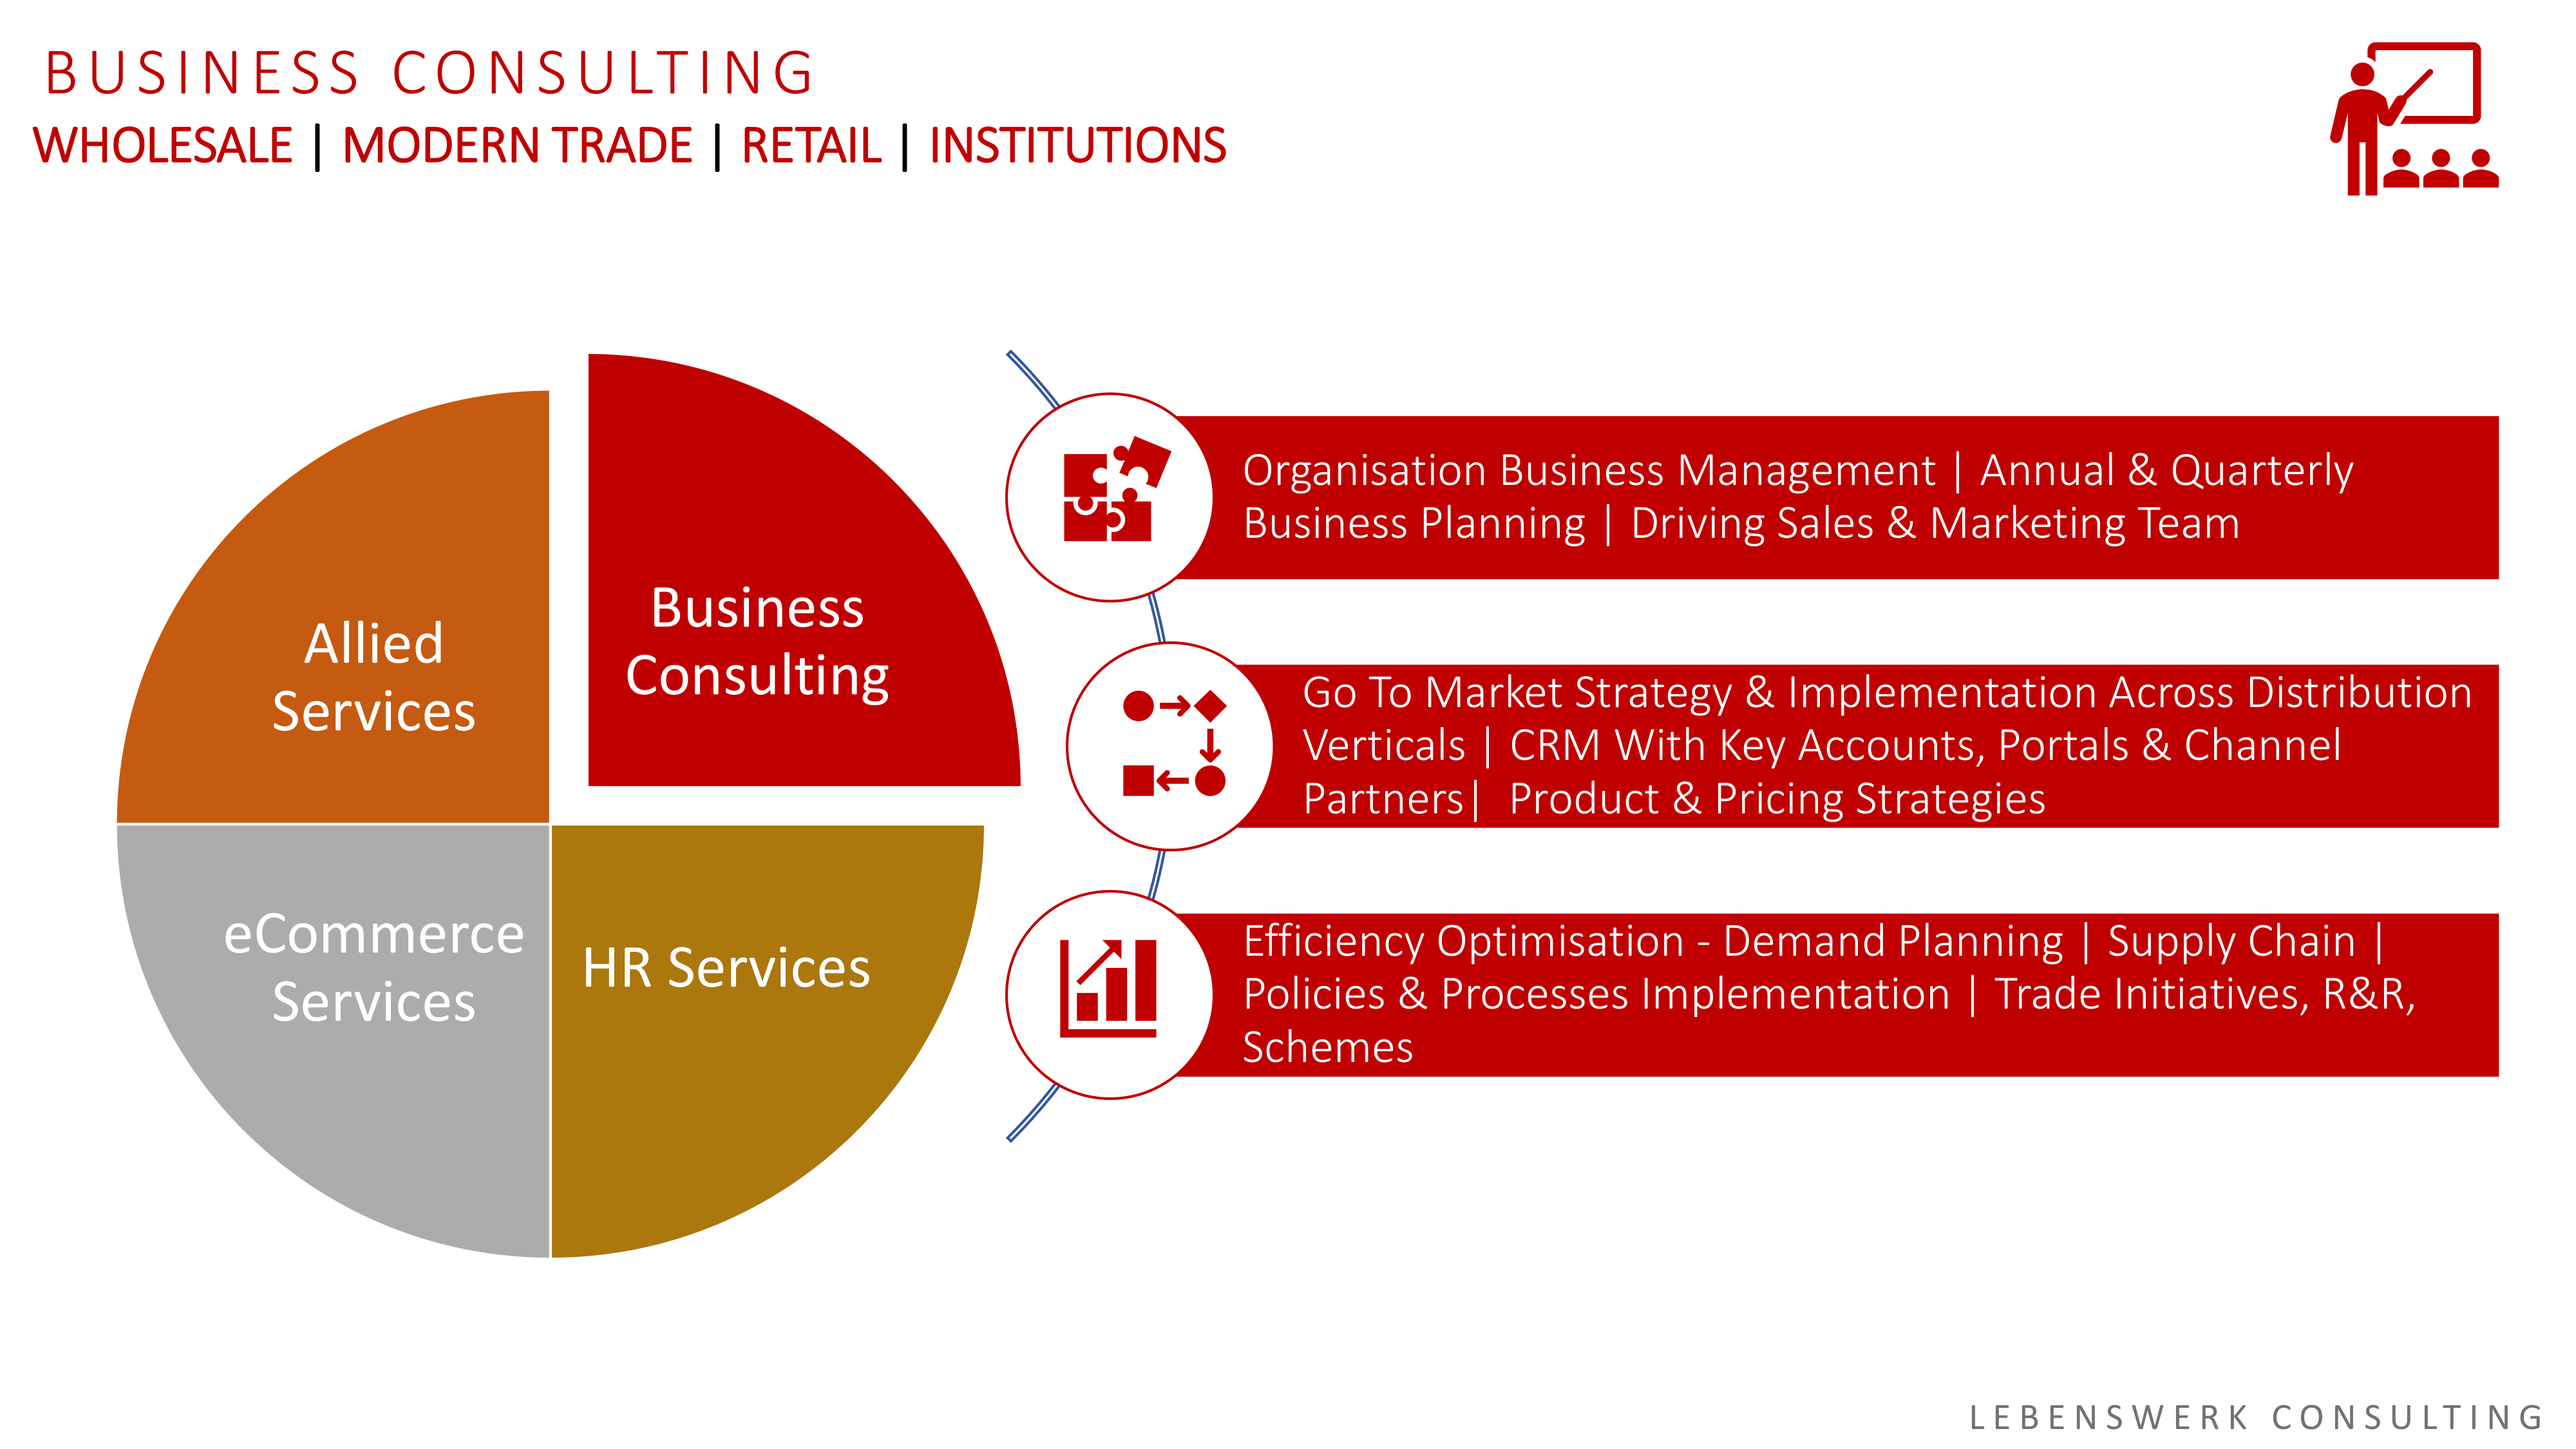 BUSINESS CONSULTING
WHOLESALE | MODERN TRADE | RETAIL | INSTITUTIONS
Allied
Services
Business
Consulting
eCommerce
Services
HR Services
Organisation Business Management | Annual & Quarterly
Business Planning | Driving Sales & Marketing Team
Go To Market Strategy & Implementation Across Distribution
Verticals | CRM With Key Accounts, Portals & Channel
Partners|  Product & Pricing Strategies
Efficiency Optimisation - Demand Planning | Supply Chain |
Policies & Processes Implementation | Trade Initiatives, R&R,
Schemes
LEBENSWERK CONSULTING